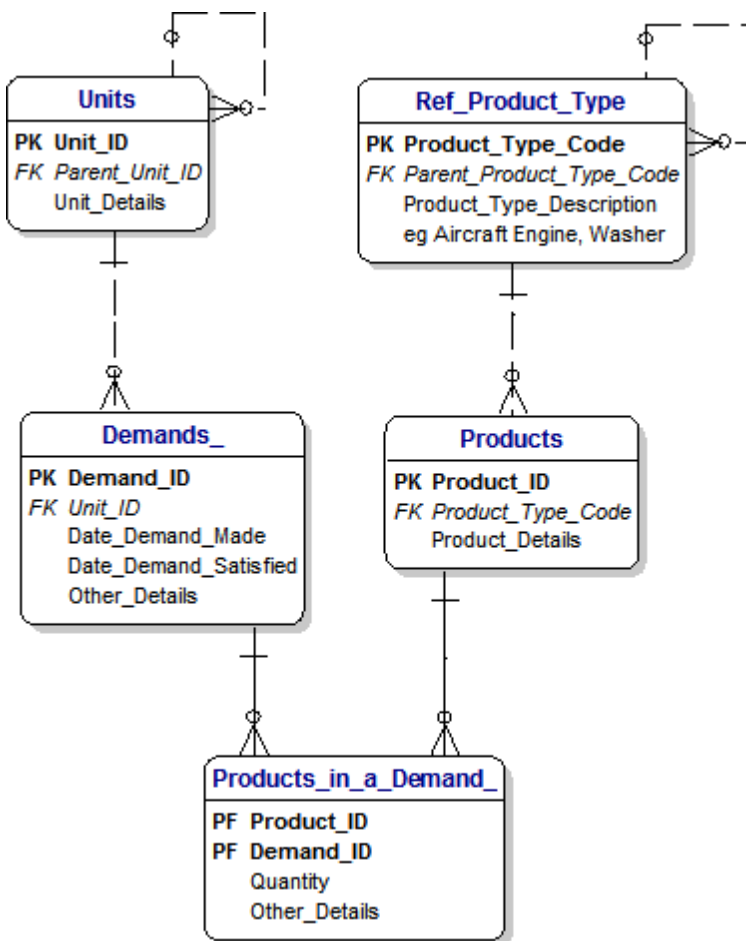 Units
PK Unit_ID
FK Parent_Unit_ID
Unit_Details
Ref_Product_Type
PK Product_Type_Code
FK Parent_Product_Type_Code
Product_Type_Description
eg Aircraft Engine, Washer
Demands_
PK Demand_ID
FK Unit_ID
Date_Demand_Made
Date_Demand_Satisfied
Other_Details
Products
PK Product_ID
FK Product_Type_Code
Product_Details
Products_in_a_Demand_
PF Product_ID
PF Demand_ID
Quantity
Other_Details